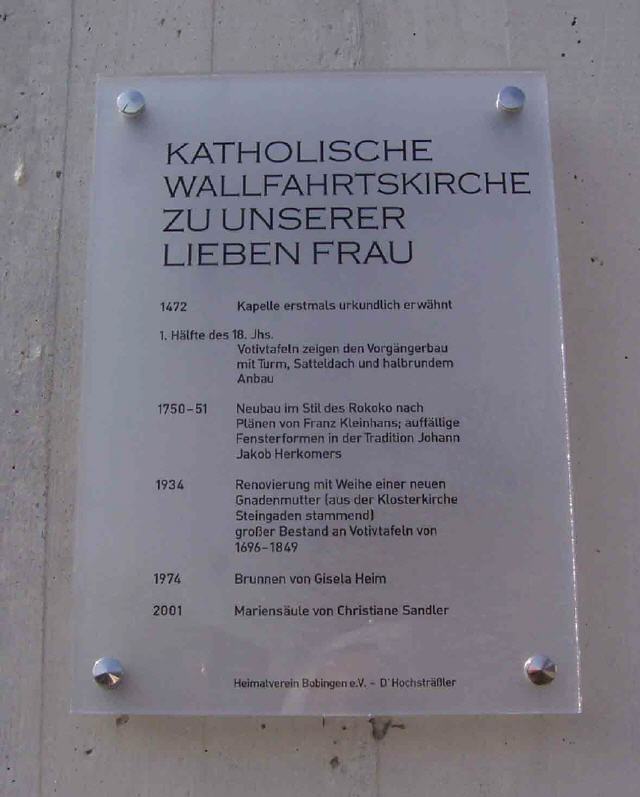 KATHOLISCHE
WALLFAHRTSKIRCHE
ZU UNSERER
LIEBEN FRAU
1472 Kapelle erstmals urkundlich erwähnt
1. Hälfte des 18. Jhs.
Votivtafeln zeigen den Vorgängerbau
mit Turm, Satteldach und halbrundem
Anbau
1750–51 Neubau im Stil des Rokoko nach
Plänen von Franz Kleinhans; auffällige
Fensterformen in der Tradition Johann
Jakob Herkomers
1934 Renovierung mit Weihe einer neuen
Gnadenmutter (aus der Klosterkirche
Steingaden stammend)
großer Bestand an Votivtafeln von
1696–1849
1974 Brunnen von Gisela Heim
2001 Mariensäule von Christiane Sandler
Heimatverein Bobingen e.V. – D'Hochsträßler